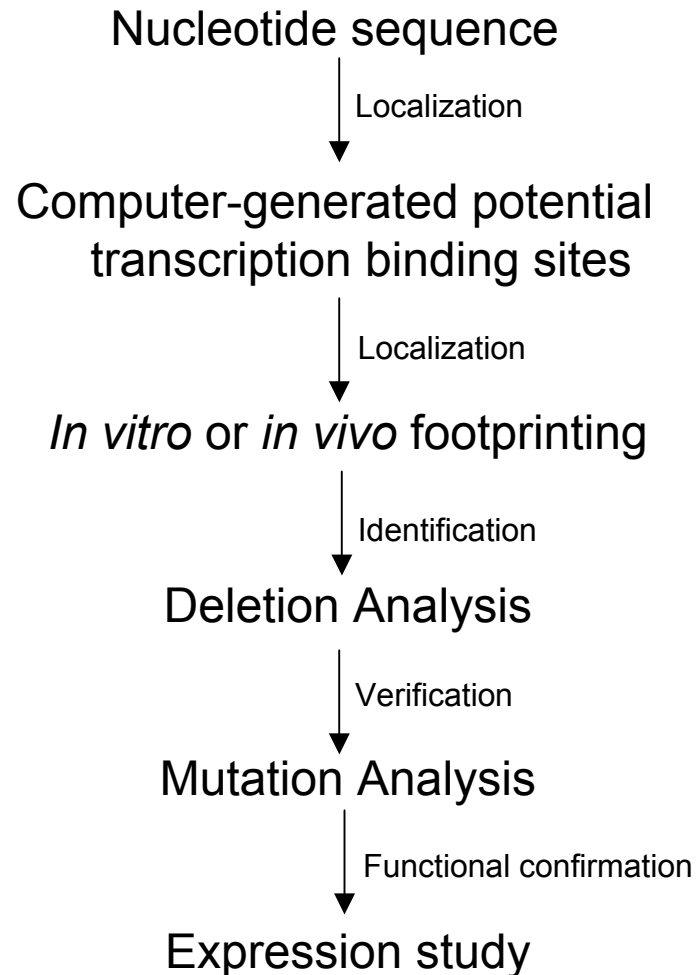 Nucleotide sequence
Localization
Computer-generated potential
transcription binding sites
Localization
In vitro or in vivo footprinting
Identification
Deletion Analysis
Verification
Mutation Analysis
Functional confirmation
Expression study